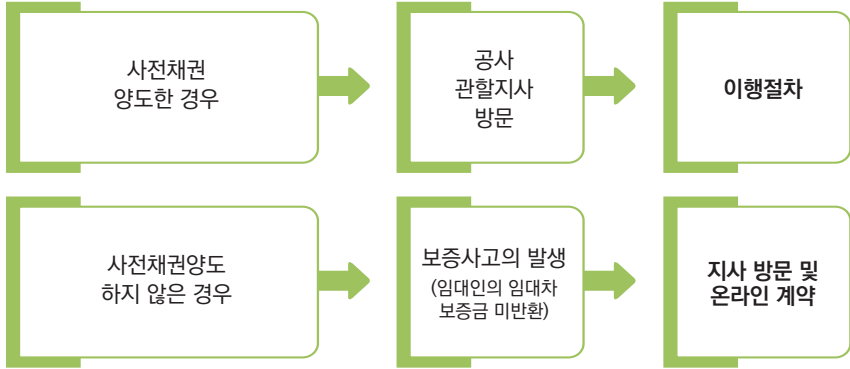 사전채권
양도한 경우
공사
관할지사
방문
이행절차
사전채권양도
하지 않은 경우
보증사고의 발생
(임대인의 임대차
보증금 미반환)
지사 방문 및
온라인 계약